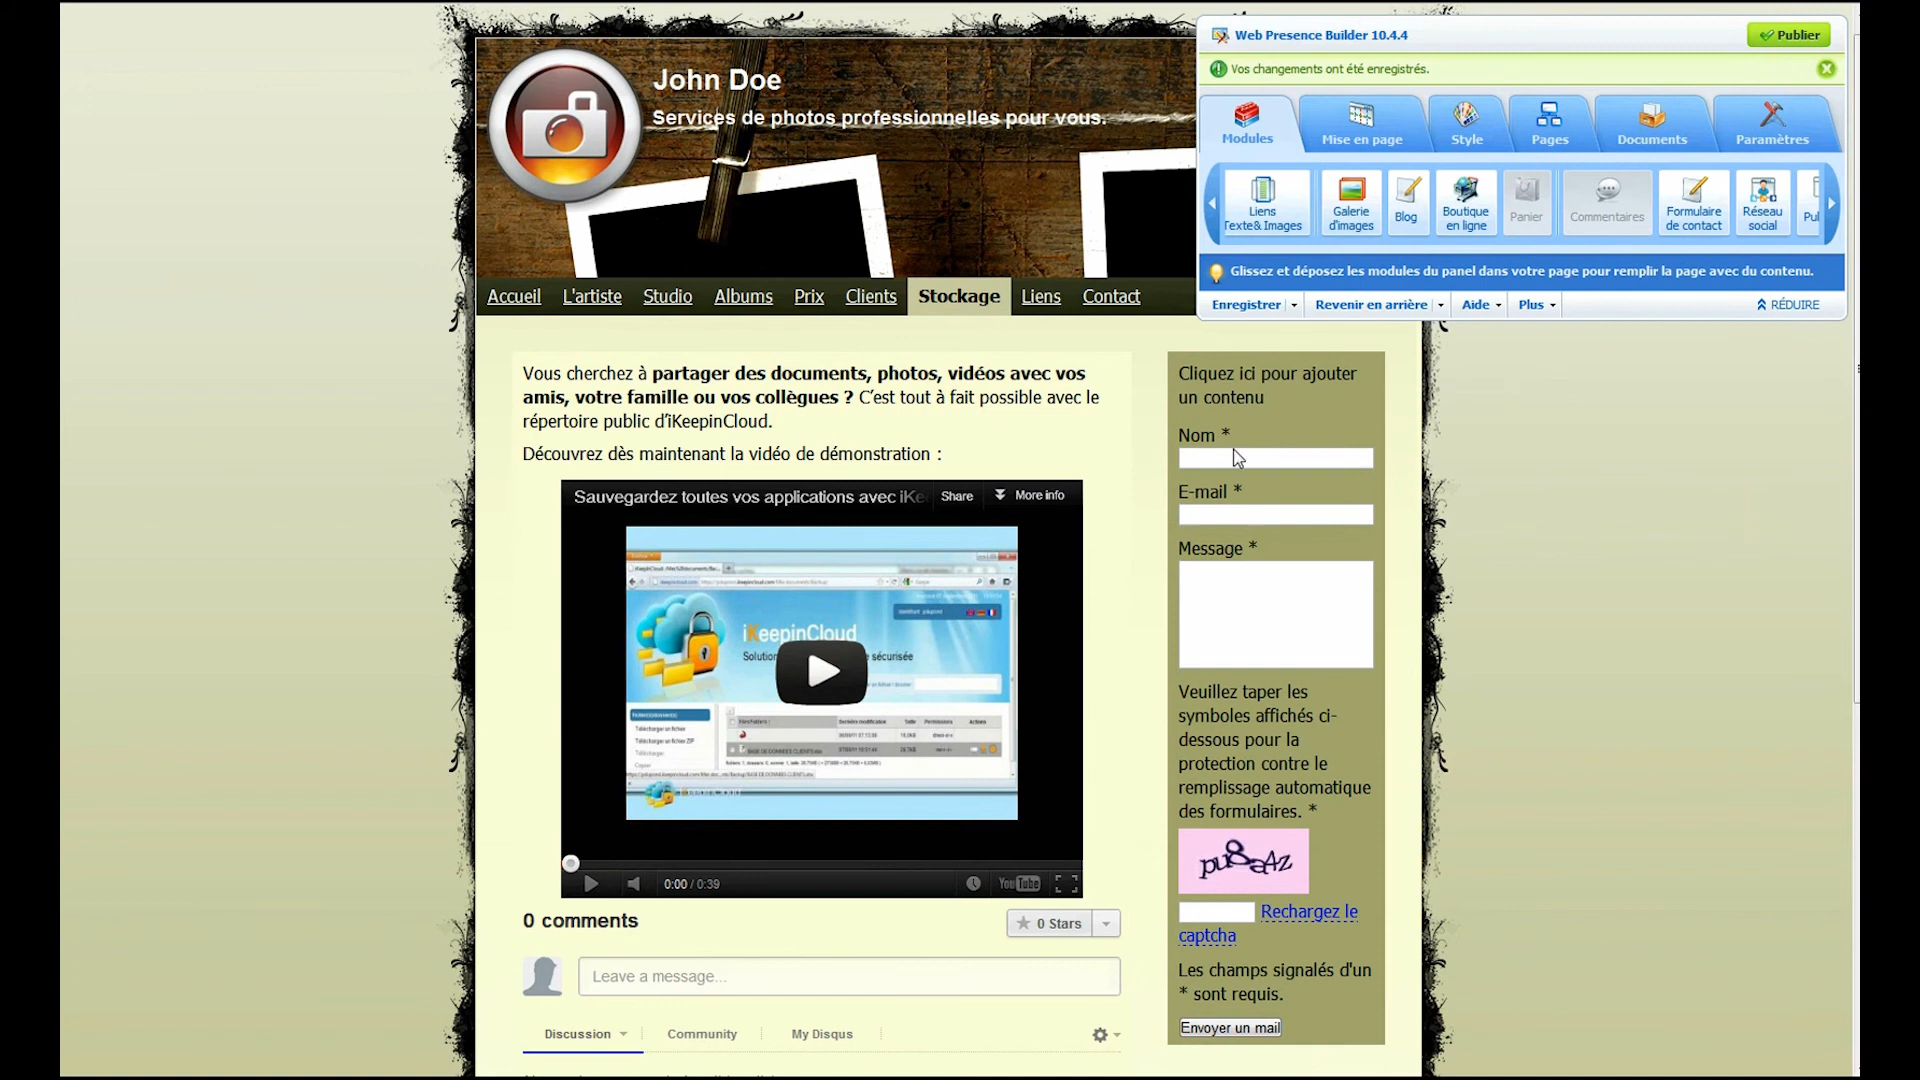 John Doe
Services de photos professionnelles pour vous.
Web Presence Builder 10.4.4
Publier
Vos changements ont été enregistrés.
Modules
Mise en page
Style
Pages
Documents
Paramètres
Liens
Texte& Images
Galerie
d'images
Blog
Boutique
en ligne
Panier
Commentaires
Formulaire
de contact
Réseau
social
Pul
Glissez et déposez les modules du panel dans votre page pour remplir la page avec du contenu.
Enregistrer
Revenir en arrière
Aide
Plus
RÉDUIRE
Accueil L'artiste Studio Albums Prix Clients Stockage Liens Contact
Vous cherchez à partager des documents, photos, vidéos avec vos
amis, votre famille ou vos collègues ? C'est tout à fait possible avec le
répertoire public d'iKeepinCloud.
Découvrez dès maintenant la vidéo de démonstration :
Sauvegardez toutes vos applications avec iKe
Share
More info
iKeepinCloud
Solution
sécurisée
0:00 / 0:39
YouTube
0 comments
0 Stars
Leave a message...
Discussion
Community
My Disqus
Cliquez ici pour ajouter
un contenu
Nom *
E-mail *
Message *
Veuillez taper les
symboles affichés ci-
dessous pour la
protection contre le
remplissage automatique
des formulaires. *
pu8a4z
Rechargez le
captcha
Les champs signalés d'un
* sont requis.
Envoyer un mail